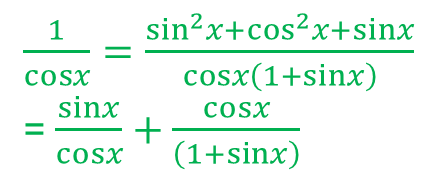 1/cosx = (sin²x+cos²x+sinx)/(cosx(1+sinx))
= sinx/cosx + cosx/(1+sinx)